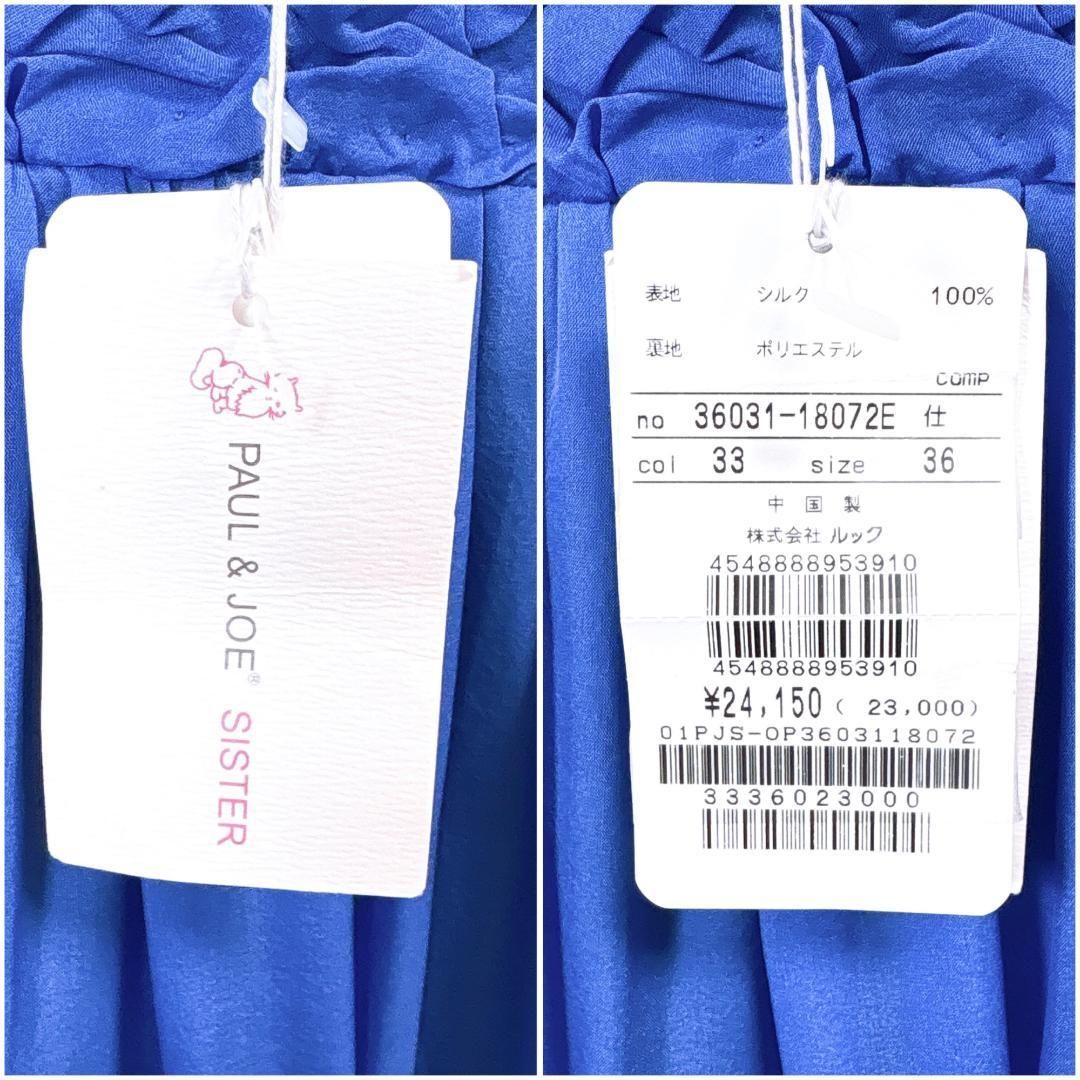 PAUL & JOE® SISTER
表地 シルク 100%
裏地 ポリエステル
comp
no 36031-18072E 仕
col 33 size 36
中国製
株式会社 ルック
4548888953910
4548888953910
¥24,150 ( 23,000)
01PJS-OP3603118072
3336023000